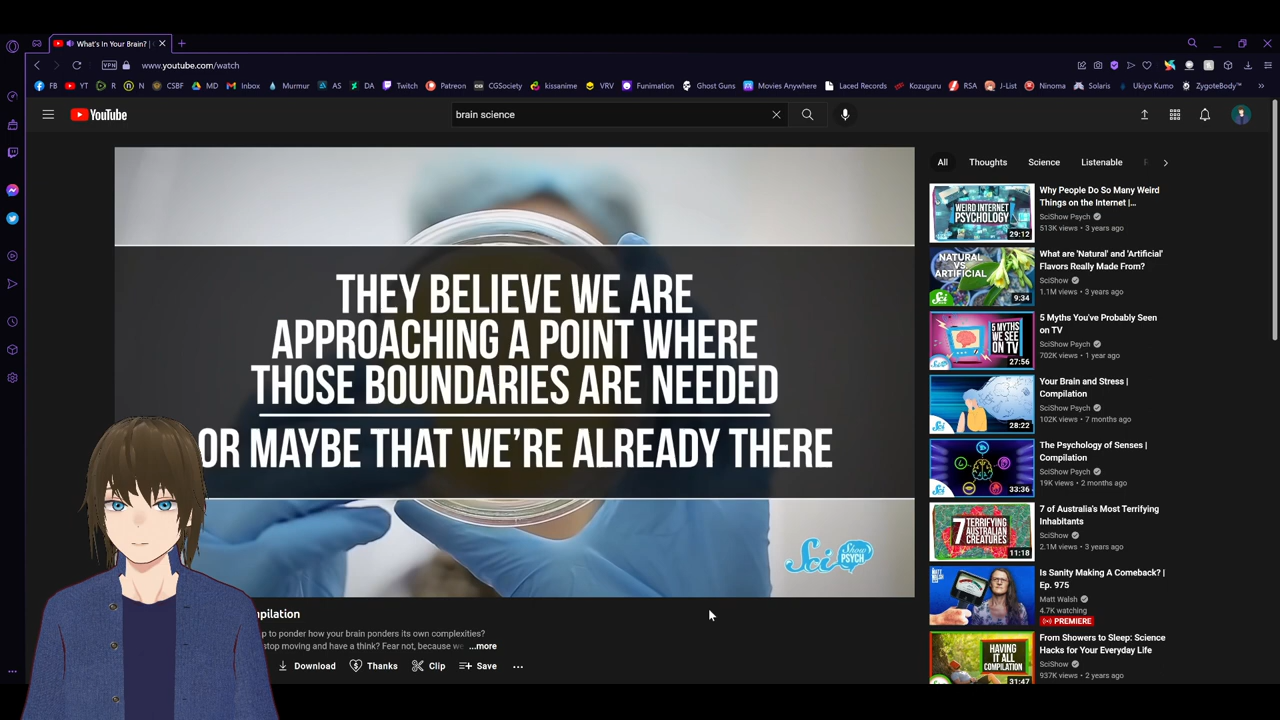 What's In Your Brain? |
www.youtube.com/watch
VPN
FB
YT
R
N
CSBF
MD
Inbox
Murmur
AS
DA
Twitch
Patreon
CGSociety
kissanime
VRV
Funimation
Ghost Guns
Movies Anywhere
Laced Records
Kozuguru
RSA
J-List
Ninoma
Solaris
Ukiyo Kumo
ZygoteBody™
YouTube
brain science
THEY BELIEVE WE ARE
APPROACHING A POINT WHERE
THOSE BOUNDARIES ARE NEEDED
OR MAYBE THAT WE'RE ALREADY THERE
Sci Show PSYCH
pilation
p to ponder how your brain ponders its own complexities?
stop moving and have a think? Fear not, because we ...more
Download
Thanks
Clip
Save
All
Thoughts
Science
Listenable
WEIRD INTERNET
PSYCHOLOGY
29:12
Why People Do So Many Weird
Things on the Internet |...
SciShow Psych
513K views • 3 years ago
NATURAL
VS.
ARTIFICIAL
9:34
What are 'Natural' and 'Artificial'
Flavors Really Made From?
SciShow
1.1M views • 3 years ago
5 MYTHS
WE SEE
ON TV
27:56
5 Myths You've Probably Seen
on TV
SciShow Psych
702K views • 1 year ago
28:22
Your Brain and Stress |
Compilation
SciShow Psych
102K views • 7 months ago
33:36
The Psychology of Senses |
Compilation
SciShow Psych
19K views • 2 months ago
7 TERRIFYING
AUSTRALIAN
CREATURES
11:18
7 of Australia's Most Terrifying
Inhabitants
SciShow
2.1M views • 3 years ago
Is Sanity Making A Comeback? |
Ep. 975
Matt Walsh
4.7K watching
PREMIERE
HAVING
IT ALL
COMPILATION
31:47
From Showers to Sleep: Science
Hacks for Your Everyday Life
SciShow
937K views • 2 years ago